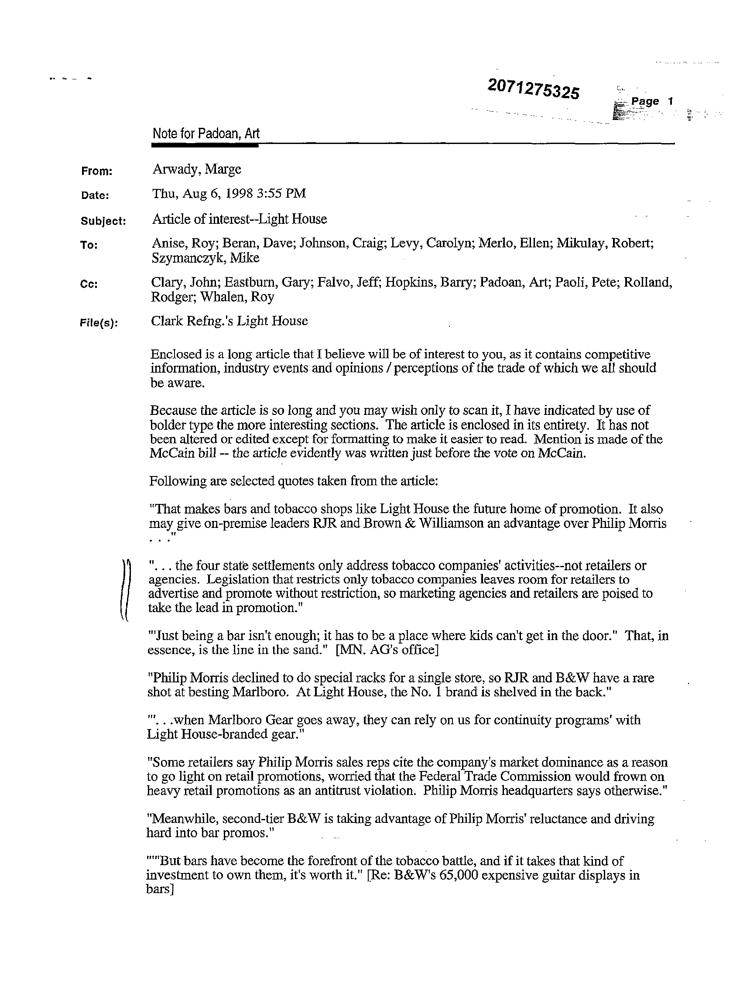 2071275325
Page 1
Note for Padoan, Art
From: Arwady, Marge
Date: Thu, Aug 6, 1998 3:55 PM
Subject: Article of interest--Light House
To: Anise, Roy; Beran, Dave; Johnson, Craig; Levy, Carolyn; Merlo, Ellen; Mikulay, Robert;
Szymanczyk, Mike
Cc: Clary, John; Eastburn, Gary; Falvo, Jeff; Hopkins, Barry; Padoan, Art; Paoli, Pete; Rolland,
Rodger; Whalen, Roy
File(s): Clark Refng.'s Light House
Enclosed is a long article that I believe will be of interest to you, as it contains competitive
information, industry events and opinions / perceptions of the trade of which we all should
be aware.
Because the article is so long and you may wish only to scan it, I have indicated by use of
bolder type the more interesting sections. The article is enclosed in its entirety. It has not
been altered or edited except for formatting to make it easier to read. Mention is made of the
McCain bill -- the article evidently was written just before the vote on McCain.
Following are selected quotes taken from the article:
"That makes bars and tobacco shops like Light House the future home of promotion. It also
may give on-premise leaders RJR and Brown & Williamson an advantage over Philip Morris
. . ."
". . . the four state settlements only address tobacco companies' activities--not retailers or
agencies. Legislation that restricts only tobacco companies leaves room for retailers to
advertise and promote without restriction, so marketing agencies and retailers are poised to
take the lead in promotion."
"'Just being a bar isn't enough; it has to be a place where kids can't get in the door." That, in
essence, is the line in the sand." [MN. AG's office]
"Philip Morris declined to do special racks for a single store, so RJR and B&W have a rare
shot at besting Marlboro. At Light House, the No. 1 brand is shelved in the back."
"'. . .when Marlboro Gear goes away, they can rely on us for continuity programs' with
Light House-branded gear."
"Some retailers say Philip Morris sales reps cite the company's market dominance as a reason
to go light on retail promotions, worried that the Federal Trade Commission would frown on
heavy retail promotions as an antitrust violation. Philip Morris headquarters says otherwise."
"Meanwhile, second-tier B&W is taking advantage of Philip Morris' reluctance and driving
hard into bar promos."
""'But bars have become the forefront of the tobacco battle, and if it takes that kind of
investment to own them, it's worth it." [Re: B&W's 65,000 expensive guitar displays in
bars]